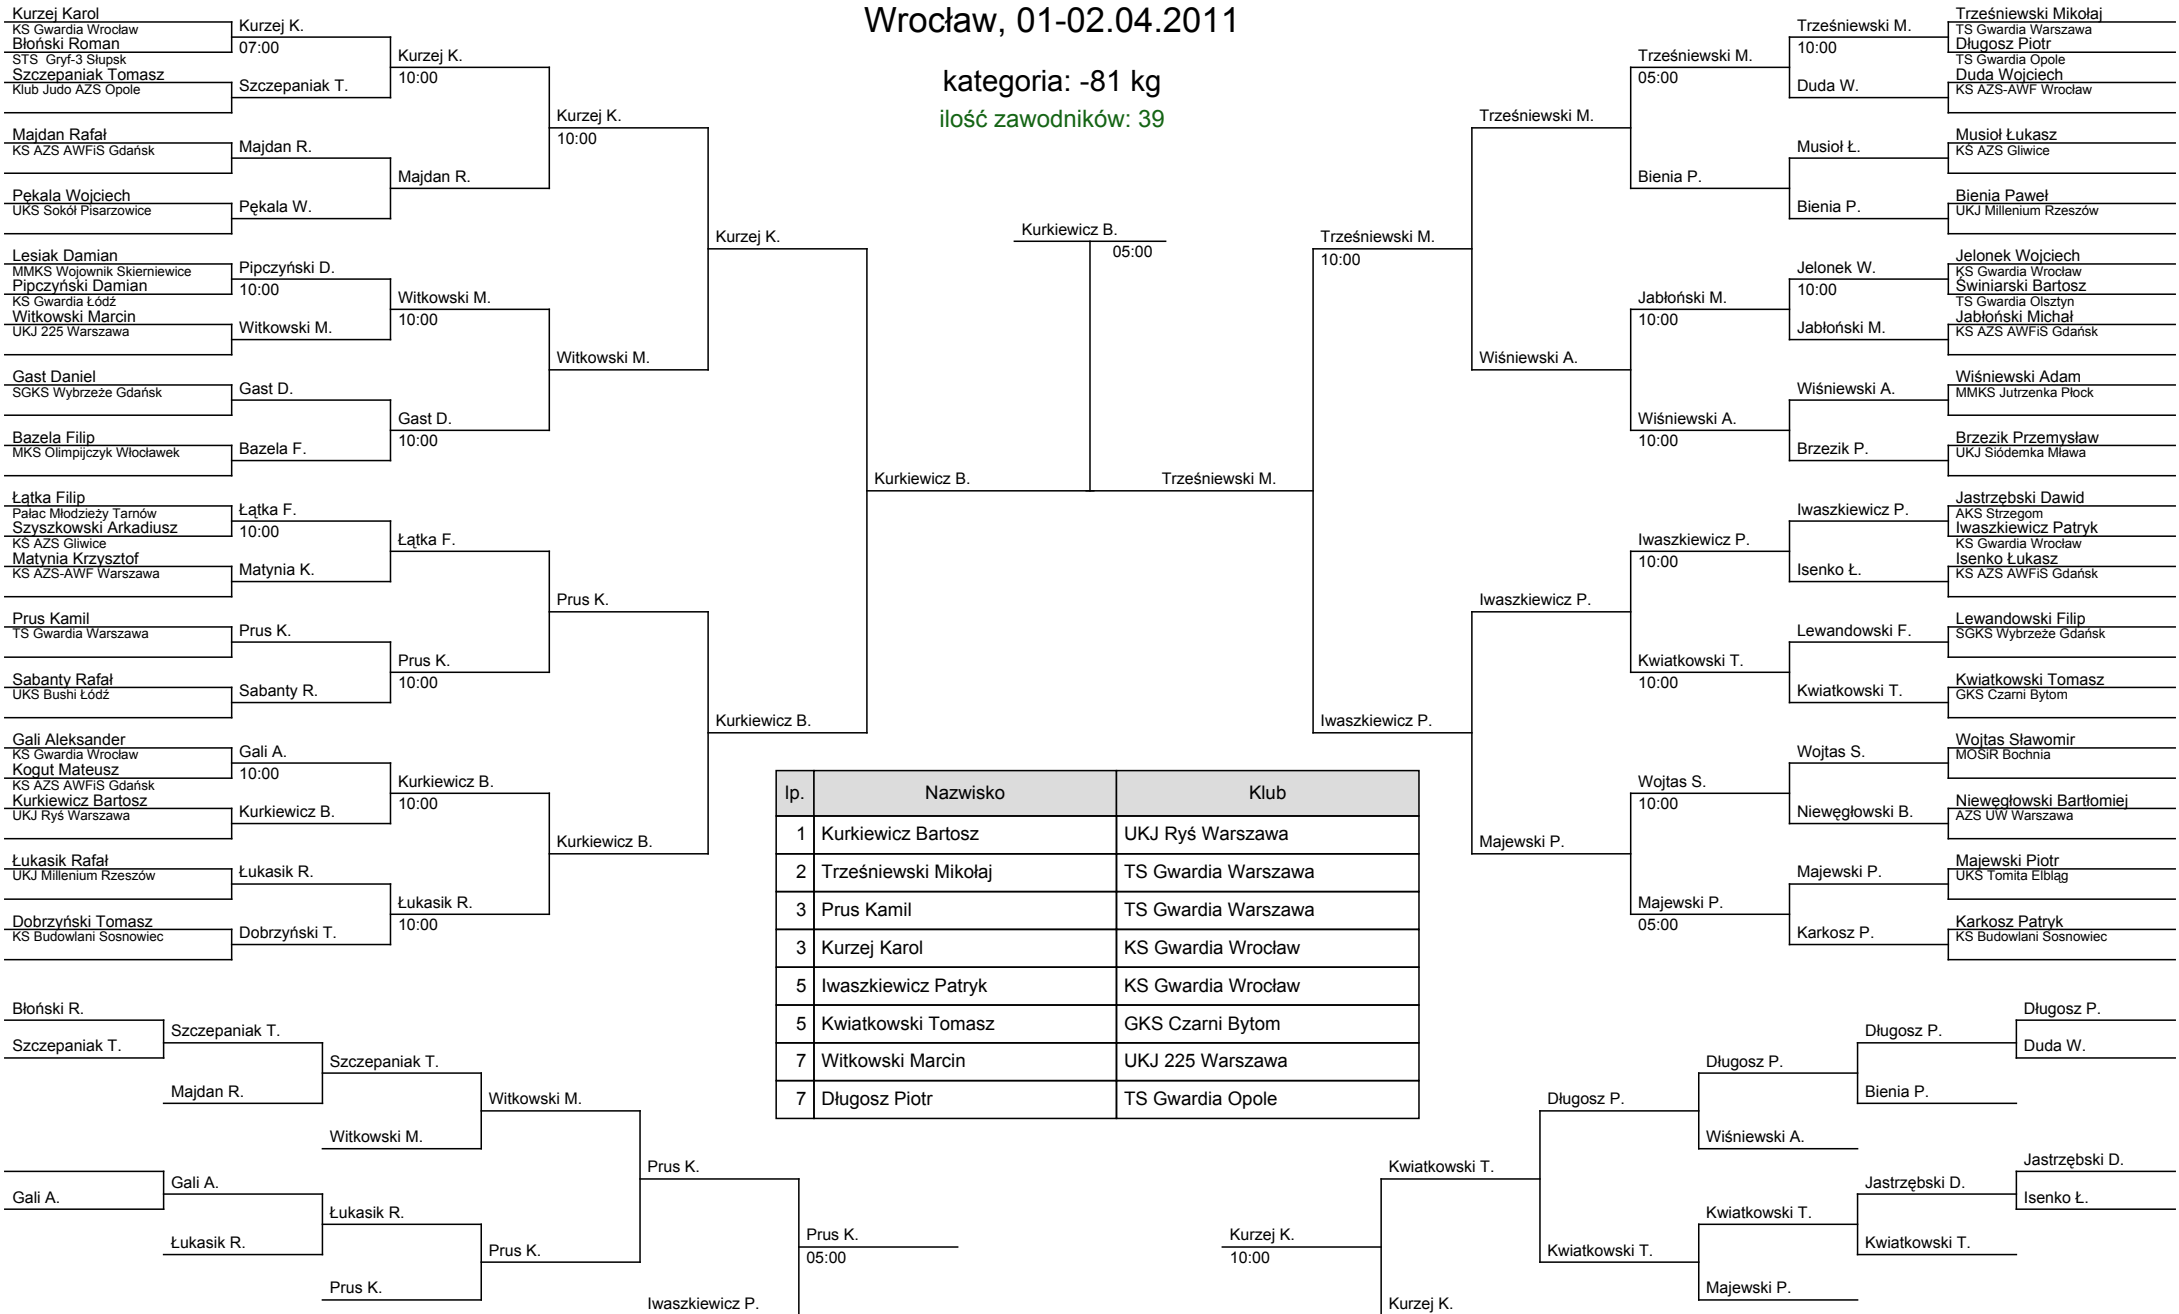 Wrocław, 01-02.04.2011
kategoria: -81 kg
ilość zawodników: 39
Kurzej Karol
KS Gwardia Wrocław
Błoński Roman
STS Gryf-3 Słupsk
Szczepaniak Tomasz
Klub Judo AZS Opole
Majdan Rafał
KS AZS AWFiS Gdańsk
Pękala Wojciech
UKS Sokół Pisarzowice
Lesiak Damian
MMKS Wojownik Skierniewice
Pipczyński Damian
KS Gwardia Łódź
Witkowski Marcin
UKJ 225 Warszawa
Gast Daniel
SGKS Wybrzeże Gdańsk
Bazela Filip
MKS Olimpijczyk Włocławek
Łątka Filip
Pałac Młodzieży Tarnów
Szyszkowski Arkadiusz
KS AZS Gliwice
Matynia Krzysztof
KS AZS-AWF Warszawa
Prus Kamil
TS Gwardia Warszawa
Sabanty Rafał
UKS Bushi Łódź
Gali Aleksander
KS Gwardia Wrocław
Kogut Mateusz
KS AZS AWFiS Gdańsk
Kurkiewicz Bartosz
UKJ Ryś Warszawa
Łukasik Rafał
UKJ Millenium Rzeszów
Dobrzyński Tomasz
KS Budowlani Sosnowiec
Kurzej K.
07:00
Szczepaniak T.
Majdan R.
Pękala W.
Pipczyński D.
10:00
Witkowski M.
Gast D.
Bazela F.
Łątka F.
10:00
Matynia K.
Prus K.
Sabanty R.
Gali A.
10:00
Kurkiewicz B.
Łukasik R.
Dobrzyński T.
Kurzej K.
10:00
Majdan R.
Witkowski M.
10:00
Gast D.
10:00
Łątka F.
Prus K.
10:00
Kurkiewicz B.
10:00
Łukasik R.
10:00
Kurzej K.
10:00
Witkowski M.
Prus K.
Kurkiewicz B.
Kurzej K.
Kurkiewicz B.
Kurkiewicz B.
Kurkiewicz B.
05:00
Trześniewski M.
Trześniewski M.
10:00
Iwaszkiewicz P.
Trześniewski M.
Wiśniewski A.
Iwaszkiewicz P.
Majewski P.
Trześniewski M.
05:00
Bienia P.
Jabłoński M.
10:00
Wiśniewski A.
10:00
Iwaszkiewicz P.
10:00
Kwiatkowski T.
10:00
Wojtas S.
10:00
Majewski P.
05:00
Trześniewski M.
10:00
Duda W.
Musioł Ł.
Bienia P.
Jelonek W.
10:00
Jabłoński M.
Wiśniewski A.
Brzezik P.
Iwaszkiewicz P.
Isenko Ł.
Lewandowski F.
Kwiatkowski T.
Wojtas S.
Niewęgłowski B.
Majewski P.
Karkosz P.
Trześniewski Mikołaj
TS Gwardia Warszawa
Długosz Piotr
TS Gwardia Opole
Duda Wojciech
KS AZS-AWF Wrocław
Musioł Łukasz
KS AZS Gliwice
Bienia Paweł
UKJ Millenium Rzeszów
Jelonek Wojciech
KS Gwardia Wrocław
Świniarski Bartosz
TS Gwardia Olsztyn
Jabłoński Michał
KS AZS AWFiS Gdańsk
Wiśniewski Adam
MMKS Jutrzenka Płock
Brzezik Przemysław
UKJ Siódemka Mława
Jastrzębski Dawid
AKS Strzegom
Iwaszkiewicz Patryk
KS Gwardia Wrocław
Isenko Łukasz
KS AZS AWFiS Gdańsk
Lewandowski Filip
SGKS Wybrzeże Gdańsk
Kwiatkowski Tomasz
GKS Czarni Bytom
Wojtas Sławomir
MOSiR Bochnia
Niewęgłowski Bartłomiej
AZS UW Warszawa
Majewski Piotr
UKS Tomita Elbląg
Karkosz Patryk
KS Budowlani Sosnowiec
lp. Nazwisko Klub
1 Kurkiewicz Bartosz UKJ Ryś Warszawa
2 Trześniewski Mikołaj TS Gwardia Warszawa
3 Prus Kamil TS Gwardia Warszawa
3 Kurzej Karol KS Gwardia Wrocław
5 Iwaszkiewicz Patryk KS Gwardia Wrocław
5 Kwiatkowski Tomasz GKS Czarni Bytom
7 Witkowski Marcin UKJ 225 Warszawa
7 Długosz Piotr TS Gwardia Opole
Błoński R.
Szczepaniak T.
Gali A.
Szczepaniak T.
Majdan R.
Gali A.
Łukasik R.
Szczepaniak T.
Witkowski M.
Łukasik R.
Prus K.
Witkowski M.
Prus K.
Prus K.
Iwaszkiewicz P.
Prus K.
05:00
Kurzej K.
10:00
Kwiatkowski T.
Kurzej K.
Długosz P.
Kwiatkowski T.
Długosz P.
Wiśniewski A.
Kwiatkowski T.
Majewski P.
Długosz P.
Bienia P.
Jastrzębski D.
Kwiatkowski T.
Długosz P.
Duda W.
Jastrzębski D.
Isenko Ł.